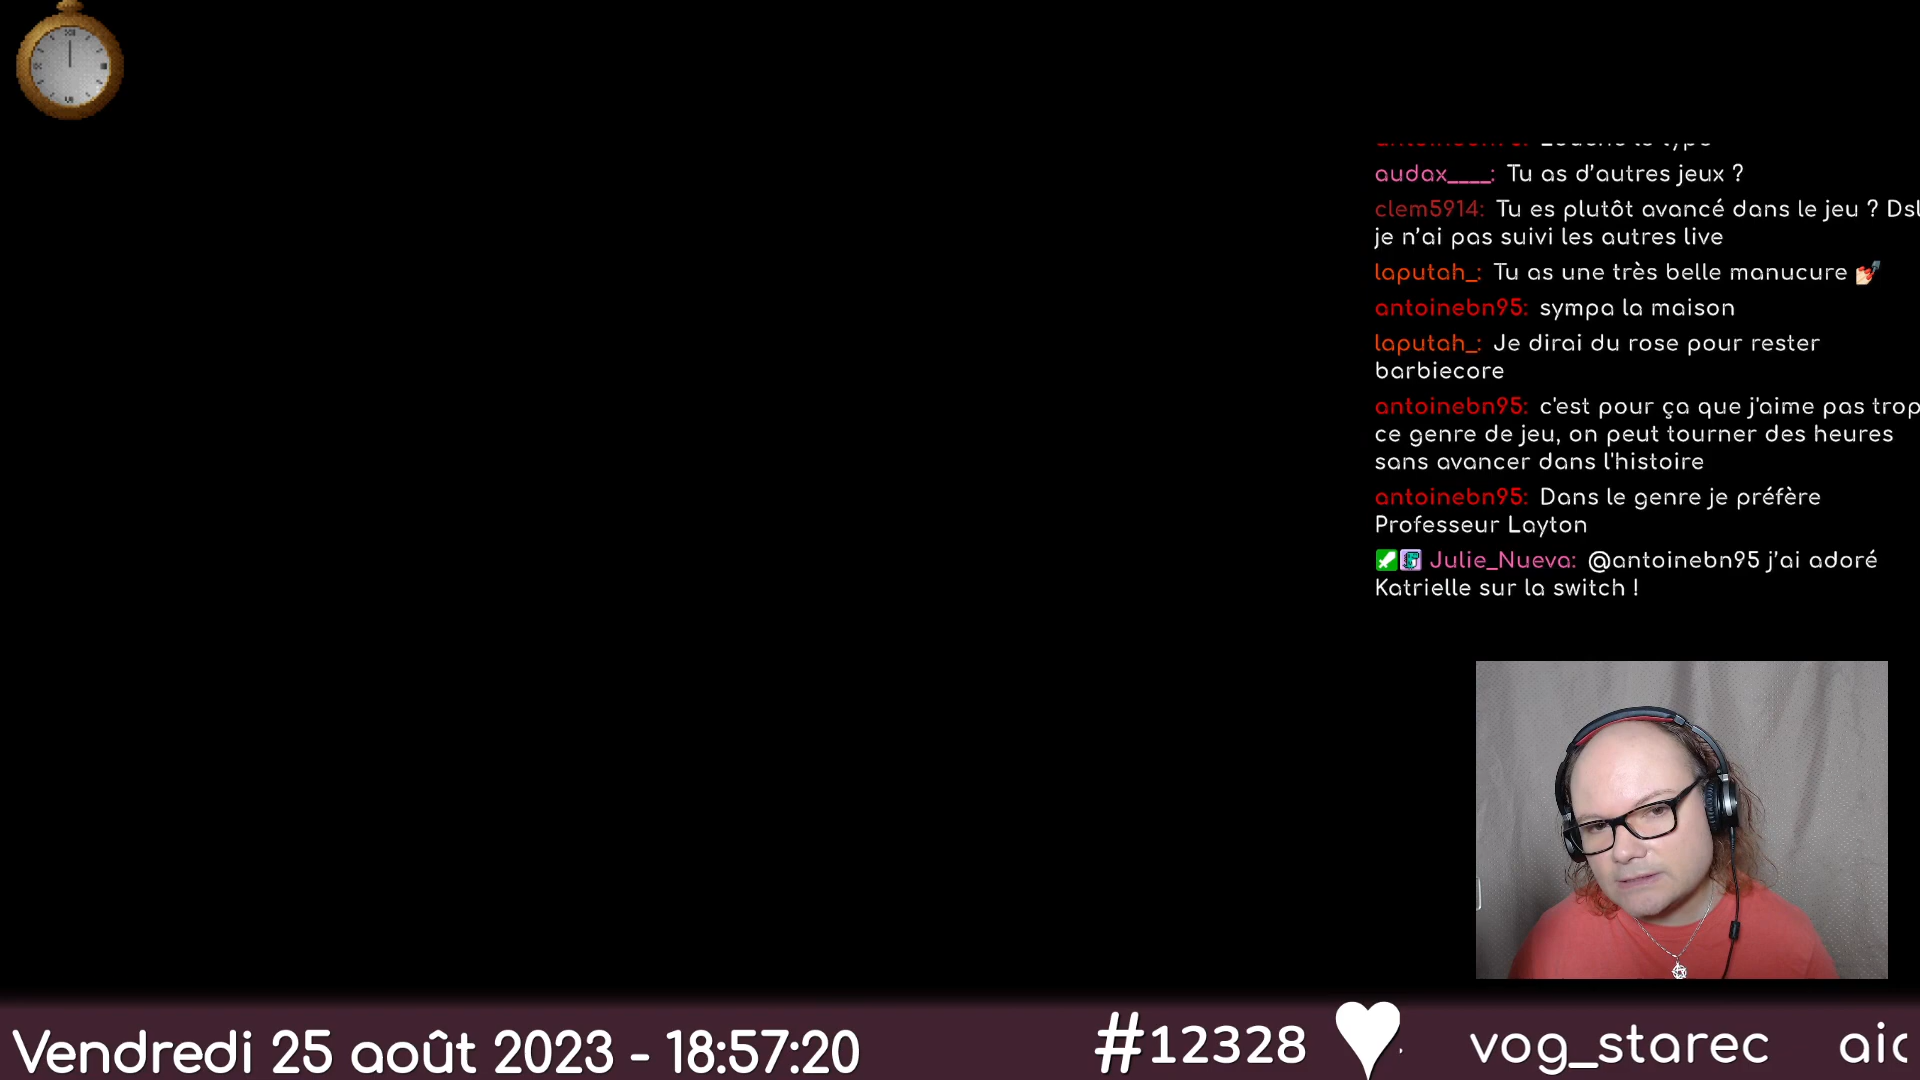 audax____: Tu as d’autres jeux ?
clem5914: Tu es plutôt avancé dans le jeu ? Dsl
je n’ai pas suivi les autres live
laputah_: Tu as une très belle manucure 💅🏻
antoinebn95: sympa la maison
laputah_: Je dirai du rose pour rester
barbiecore
antoinebn95: c'est pour ça que j'aime pas trop
ce genre de jeu, on peut tourner des heures
sans avancer dans l'histoire
antoinebn95: Dans le genre je préfère
Professeur Layton
Julie_Nueva: @antoinebn95 j’ai adoré
Katrielle sur la switch !
Vendredi 25 août 2023 - 18:57:20
#12328
vog_starec